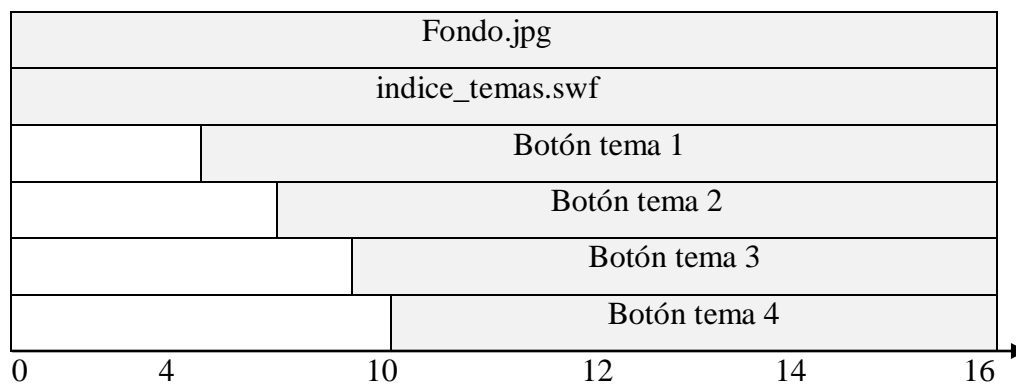 Fondo.jpg
indice_temas.swf
Botón tema 1
Botón tema 2
Botón tema 3
Botón tema 4
0 4 10 12 14 16